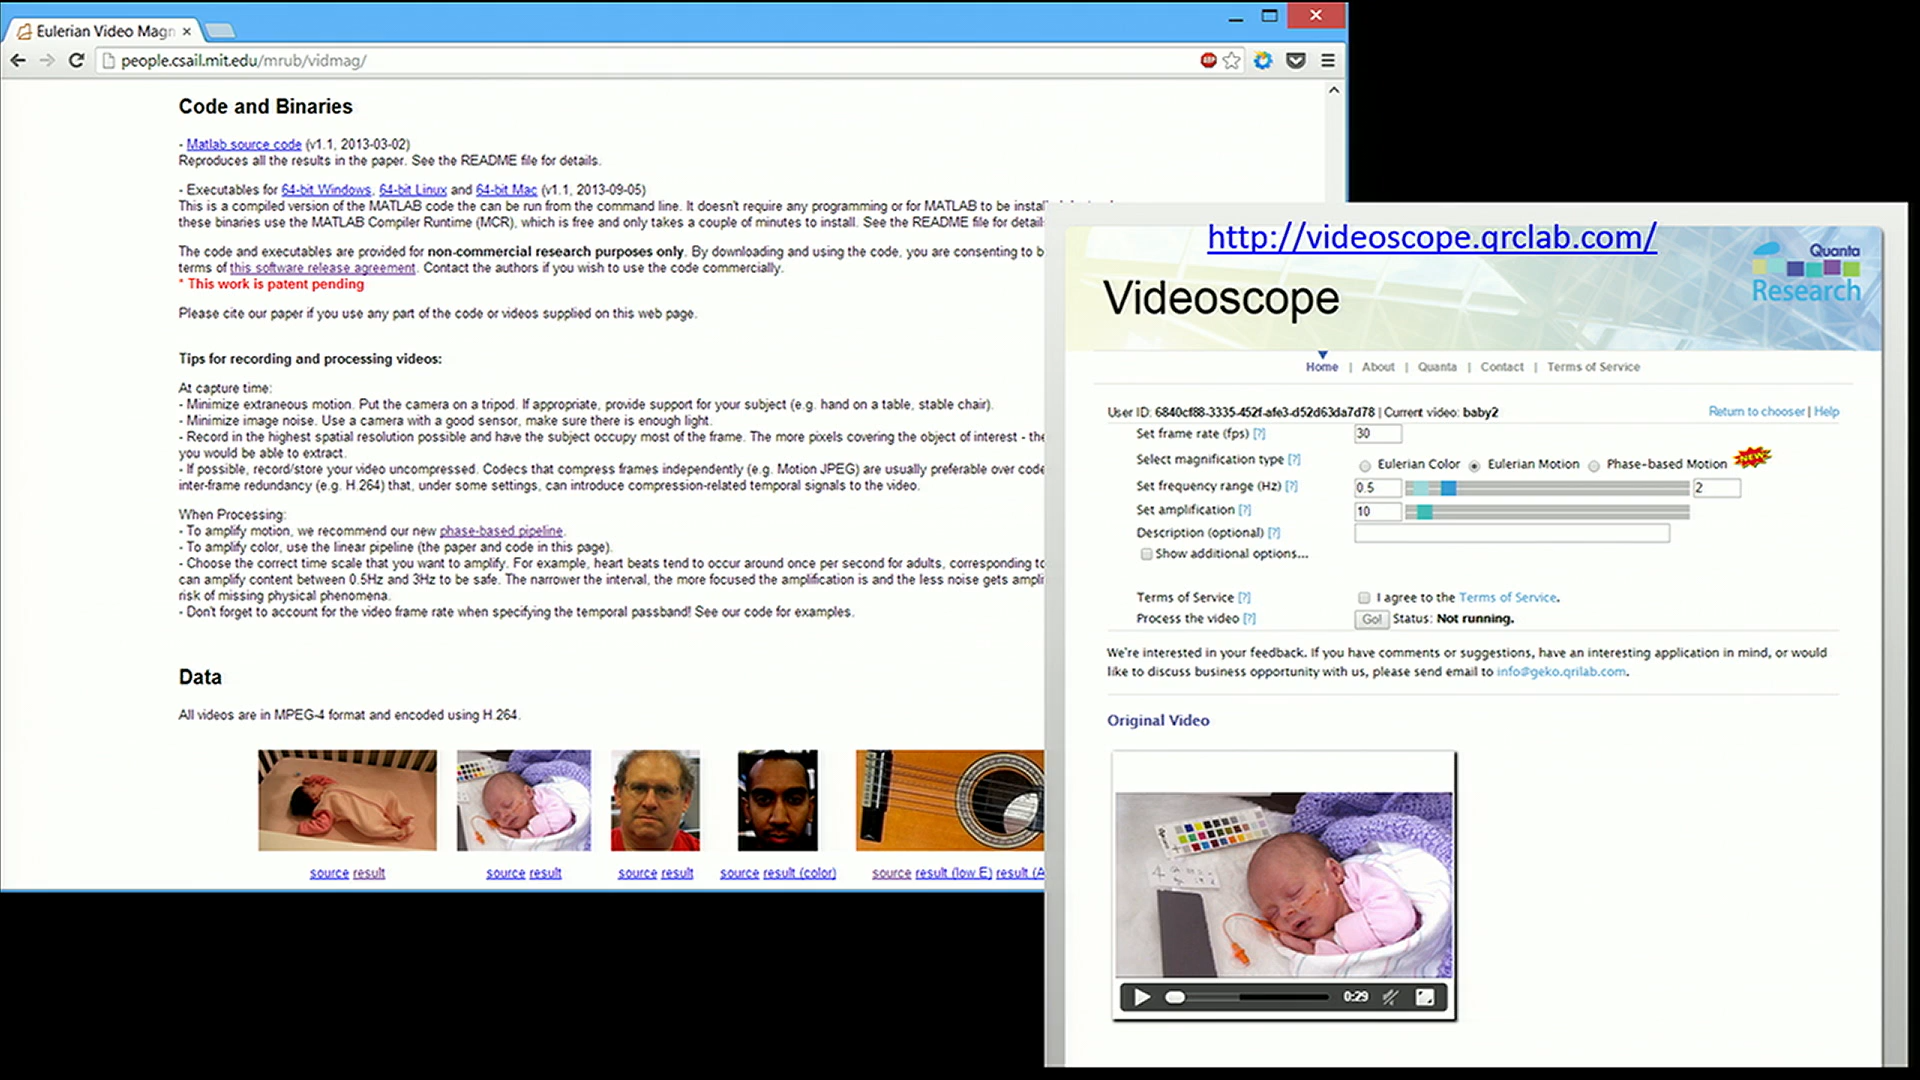 Eulerian Video Magn
people.csail.mit.edu/mrub/vidmag/
Code and Binaries
- Matlab source code (v1.1, 2013-03-02)
Reproduces all the results in the paper. See the README file for details.
- Executables for 64-bit Windows, 64-bit Linux and 64-bit Mac (v1.1, 2013-09-05)
This is a compiled version of the MATLAB code the can be run from the command line. It doesn't require any programming or for MATLAB to be
these binaries use the MATLAB Compiler Runtime (MCR), which is free and only takes a couple of minutes to install. See the README file for
The code and executables are provided for non-commercial research purposes only. By downloading and using the code, you are consenting to
terms of this software release agreement. Contact the authors if you wish to use the code commercially.
* This work is patent pending
Please cite our paper if you use any part of the code or videos supplied on this web page.
Tips for recording and processing videos:
At capture time:
- Minimize extraneous motion. Put the camera on a tripod. If appropriate, provide support for your subject (e.g. hand on a table, stable chair).
- Minimize image noise. Use a camera with a good sensor, make sure there is enough light.
- Record in the highest spatial resolution possible and have the subject occupy most of the frame. The more pixels covering the object of interest - the
you would be able to extract.
- If possible, record/store your video uncompressed. Codecs that compress frames independently (e.g. Motion JPEG) are usually preferable over code
inter-frame redundancy (e.g. H.264) that, under some settings, can introduce compression-related temporal signals to the video.
When Processing:
- To amplify motion, we recommend our new phase-based pipeline.
- To amplify color, use the linear pipeline (the paper and code in this page).
- Choose the correct time scale that you want to amplify. For example, heart beats tend to occur around once per second for adults, corresponding to
can amplify content between 0.5Hz and 3Hz to be safe. The narrower the interval, the more focused the amplification is and the less noise gets ampli
risk of missing physical phenomena.
- Don't forget to account for the video frame rate when specifying the temporal passband! See our code for examples.
Data
All videos are in MPEG-4 format and encoded using H.264.
source result
source result
source result
source result (color)
source result (low E) result (A
http://videoscope.qrclab.com/
Videoscope
Quanta
Research
Home | About | Quanta | Contact | Terms of Service
User ID: 6840cf88-3335-452f-afe3-d52d63da7d78 | Current video: baby2
Return to chooser | Help
Set frame rate (fps) [?] 30
Select magnification type [?] Eulerian Color Eulerian Motion Phase-based Motion NEW
Set frequency range (Hz) [?] 0.5 2
Set amplification [?] 10
Description (optional) [?]
Show additional options...
Terms of Service [?] I agree to the Terms of Service.
Process the video [?] Go! Status: Not running.
We're interested in your feedback. If you have comments or suggestions, have an interesting application in mind, or would
like to discuss business opportunity with us, please send email to info@geko.qrilab.com.
Original Video
0:29